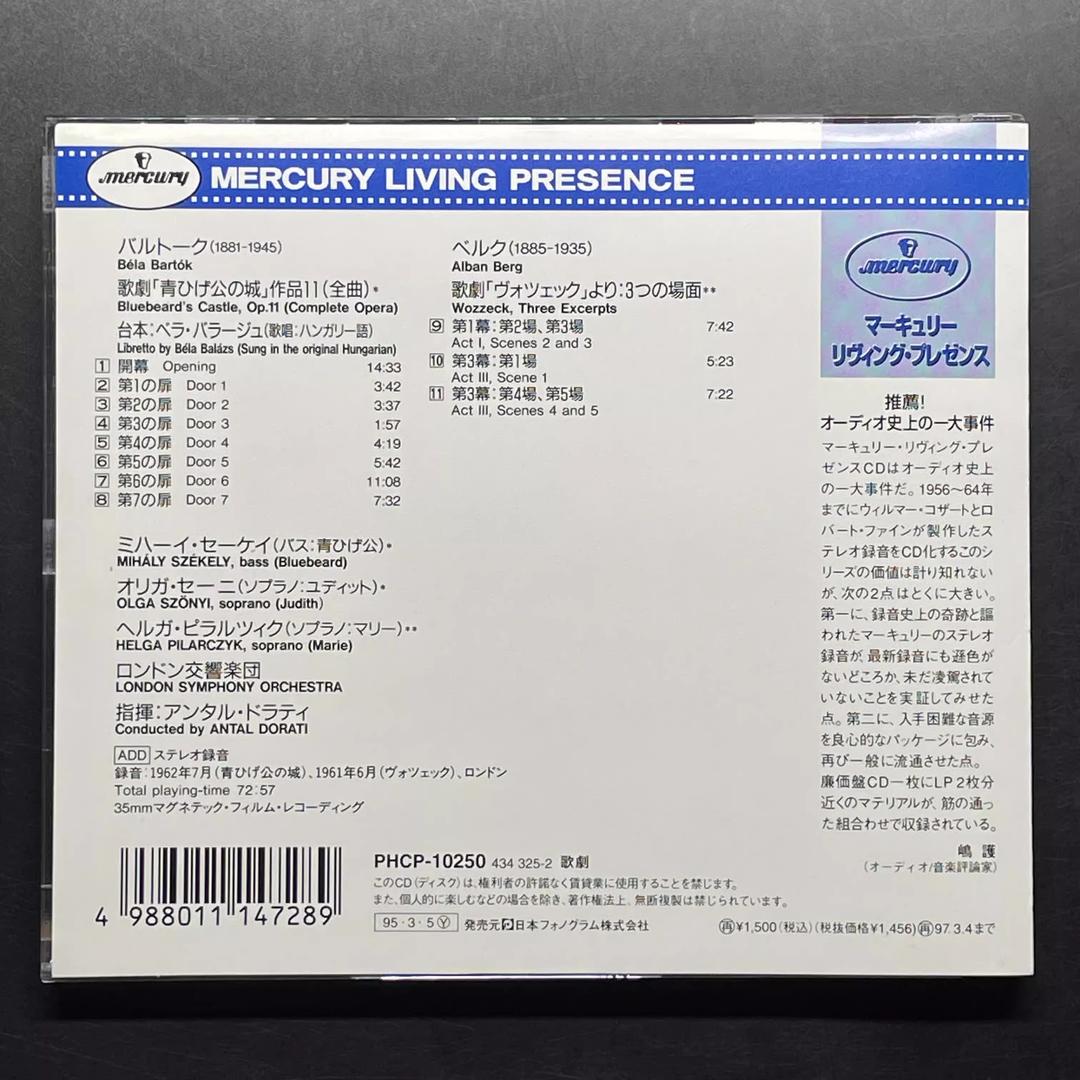 mercury MERCURY LIVING PRESENCE
バルトーク(1881-1945)
Béla Bartók
歌劇「青ひげ公の城」作品11(全曲)*
Bluebeard's Castle, Op.11 (Complete Opera)
台本:ベラ・バラージュ(歌唱:ハンガリー語)
Libretto by Béla Balázs (Sung in the original Hungarian)
1 開幕 Opening 14:33
2 第1の扉 Door 1 3:42
3 第2の扉 Door 2 3:37
4 第3の扉 Door 3 1:57
5 第4の扉 Door 4 4:19
6 第5の扉 Door 5 5:42
7 第6の扉 Door 6 11:08
8 第7の扉 Door 7 7:32
ベルク(1885-1935)
Alban Berg
歌劇「ヴォツェック」より:3つの場面**
Wozzeck, Three Excerpts
9 第1幕:第2場、第3場 7:42
Act I, Scenes 2 and 3
10 第3幕:第1場 5:23
Act III, Scene 1
11 第3幕:第4場、第5場 7:22
Act III, Scenes 4 and 5
ミハーイ・セーケイ(バス:青ひげ公)*
MIHÁLY SZÉKELY, bass (Bluebeard)
オリガ・セーニ(ソプラノ:ユディット)*
OLGA SZÖNYI, soprano (Judith)
ヘルガ・ピラルツィク(ソプラノ:マリー)**
HELGA PILARCZYK, soprano (Marie)
ロンドン交響楽団
LONDON SYMPHONY ORCHESTRA
指揮:アンタル・ドラティ
Conducted by ANTAL DORATI
ADD ステレオ録音
録音:1962年7月(青ひげ公の城)、1961年6月(ヴォツェック)、ロンドン
Total playing-time 72:57
35mmマグネテック・フィルム・レコーディング
mercury
マーキュリー
リヴィング・プレゼンス
推薦!
オーディオ史上の一大事件
マーキュリー・リヴィング・プレ
ゼンスCDはオーディオ史上
の一大事件だ。1956〜64年
までにウィルマー・コザートとロ
バート・ファインが製作したス
テレオ録音をCD化するこのシ
リーズの価値は計り知れない
が、次の2点はとくに大きい。
第一に、録音史上の奇跡と謳
われたマーキュリーのステレオ
録音が、最新録音にも遜色が
ないどころか、未だ凌駕されて
いないことを実証してみせた
点。第二に、入手困難な音源
を良心的なパッケージに包み、
再び一般に流通させた点。
廉価盤CD一枚にLP2枚分
近くのマテリアルが、筋の通っ
た組合わせで収録されている。
嶋 護
(オーディオ/音楽評論家)
4 988011 147289
PHCP-10250 434 325-2 歌劇
このCD(ディスク)は、権利者の許諾なく賃貸業に使用することを禁じます。
また、個人的に楽しむなどの場合を除き、著作権法上、無断複製は禁じられています。
95・3・5Ⓨ 発売元 日本フォノグラム株式会社
再¥1,500(税込)(税抜価格¥1,456)再97.3.4まで